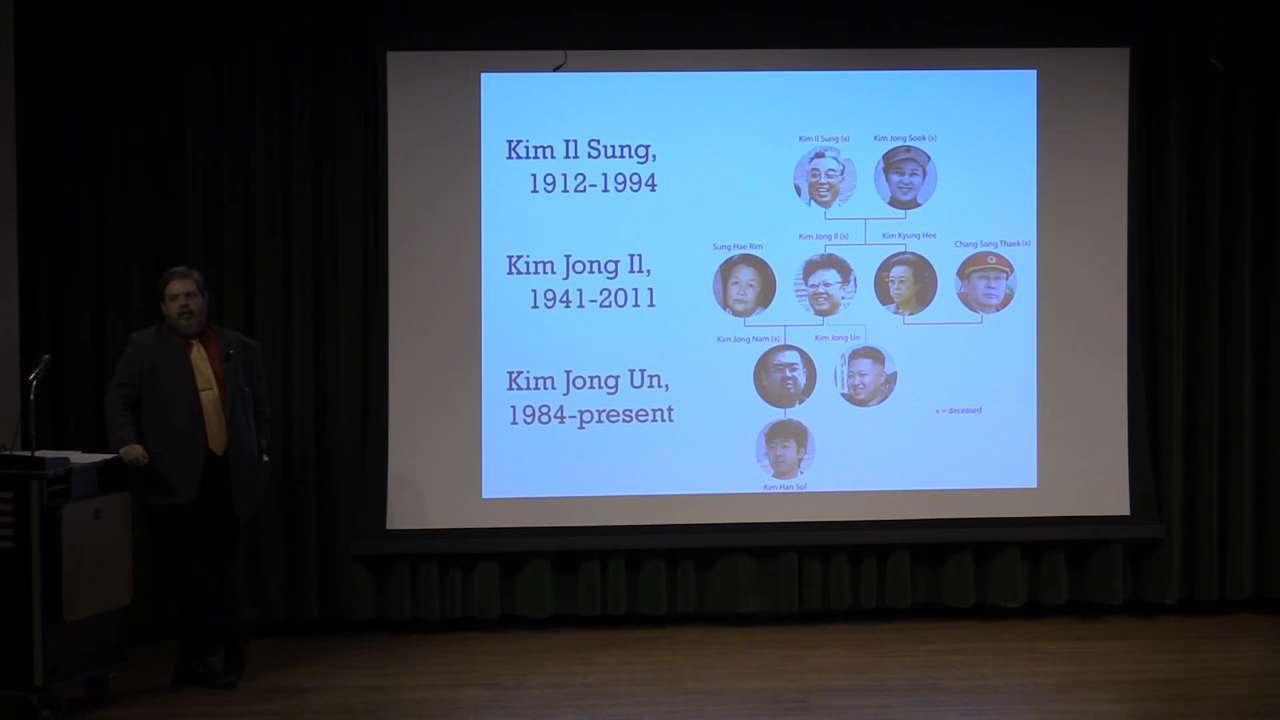 Kim Il Sung,
1912-1994
Kim Jong Il,
1941-2011
Kim Jong Un,
1984-present
Kim Il Sung (x)
Kim Jong Sook (x)
Sung Hae Rim
Kim Jong Il (x)
Kim Kyung Hee
Chang Song Thaek (x)
Kim Jong Nam (x)
Kim Jong Un
x = deceased
Kim Han Sol